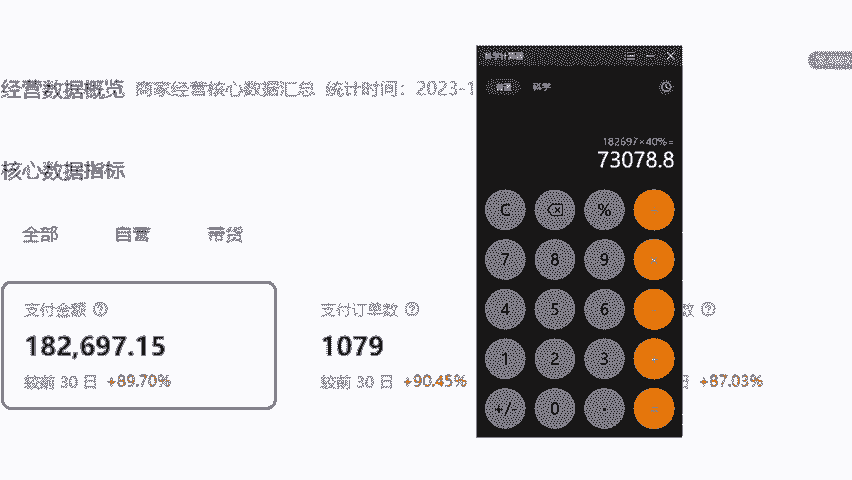 经营数据概览 商家经营核心数据汇总 统计时间：2023-1
核心数据指标
全部 自营 带货
支付金额
182,697.15
较前 30 日 +89.70%
支付订单数
1079
较前 30 日 +90.45%
数
日 +87.03%
科学
182697×40%=
73078.8
C %
7 8 9
4 5 6
1 2 3 +
+/- 0 .